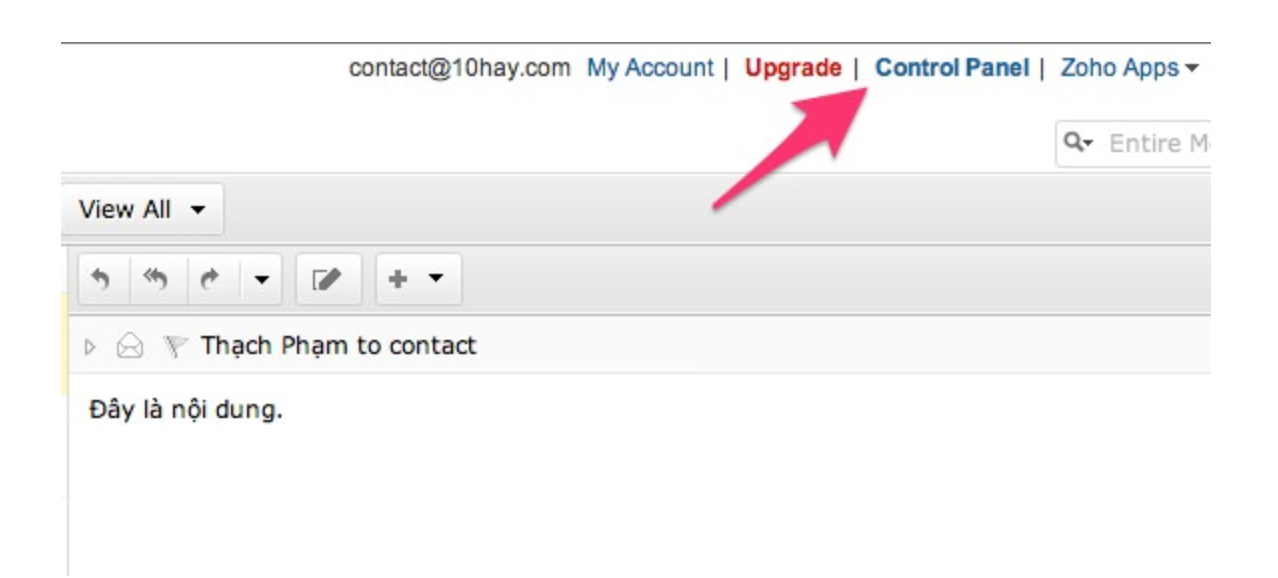 contact@10hay.com My Account | Upgrade | Control Panel | Zoho Apps
Entire M
View All
Thạch Phạm to contact
Đây là nội dung.